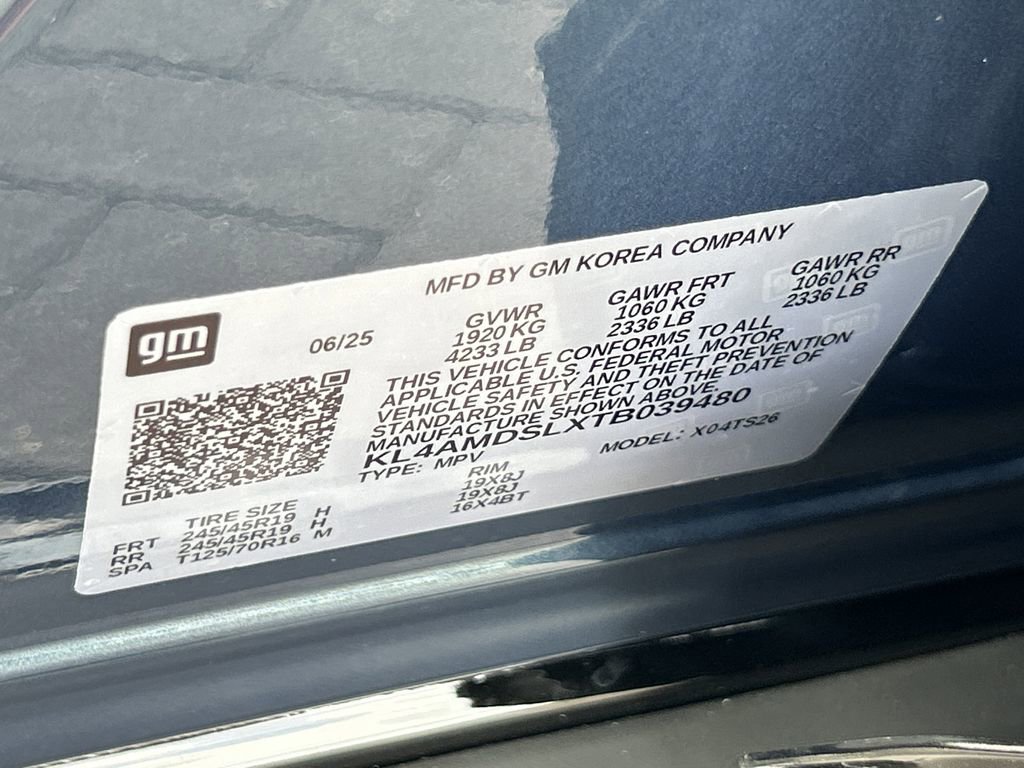 MFD BY GM KOREA COMPANY
gm
06/25
GVWR
1920 KG
4233 LB
GAWR FRT
1060 KG
2336 LB
GAWR RR
1060 KG
2336 LB
THIS VEHICLE CONFORMS TO ALL
APPLICABLE U.S. FEDERAL MOTOR
VEHICLE SAFETY AND THEFT PREVENTION
STANDARDS IN EFFECT ON THE DATE OF
MANUFACTURE SHOWN ABOVE.
KL4AMDSLXTB039480
TYPE: MPV MODEL: X04TS26
TIRE SIZE RIM
FRT 245/45R19 H 19X8J
RR 245/45R19 H 19X8J
SPA T125/70R16 M 16X4BT